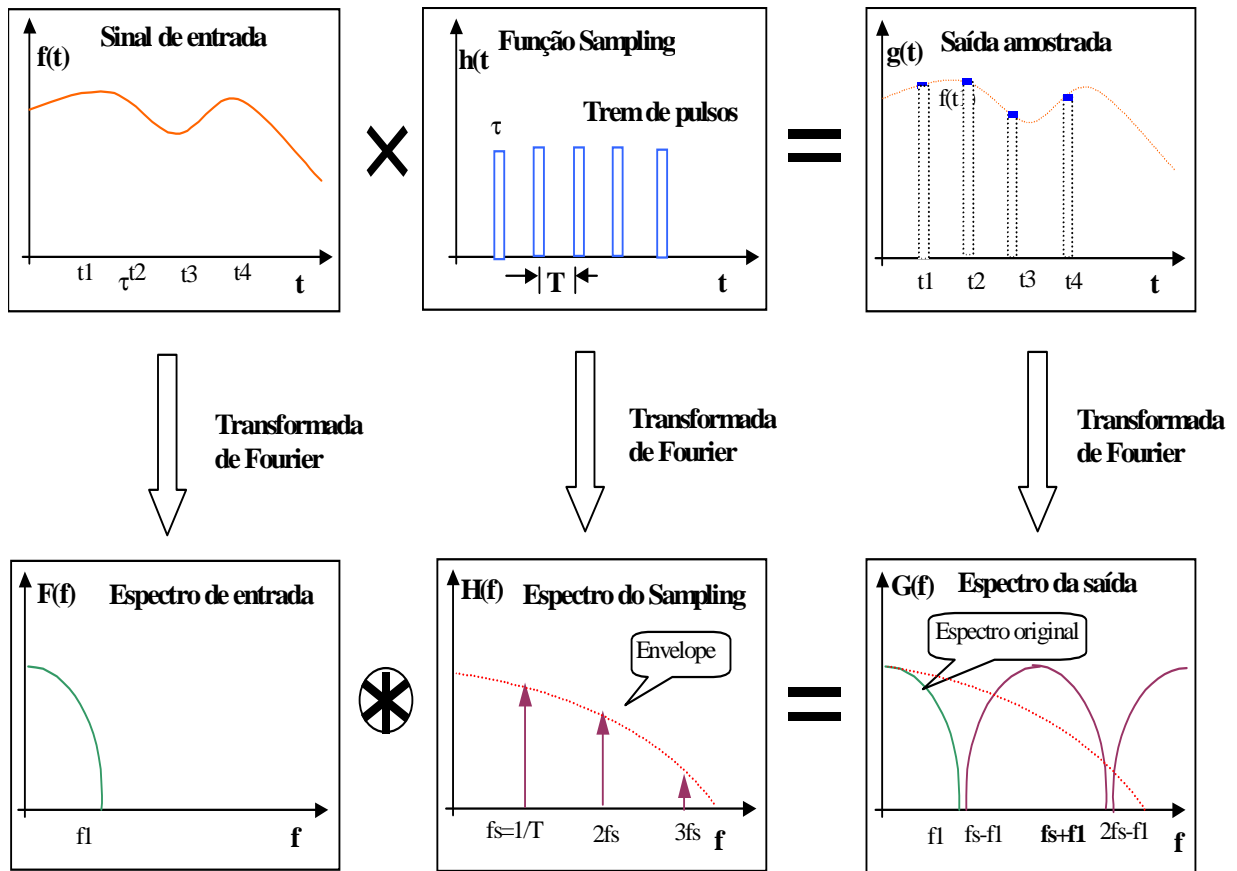 Sinal de entrada
f(t)
t1 τ t2 t3 t4
t
Função Sampling
h(t
τ
Trem de pulsos
T
t
Saída amostrada
g(t)
f(t )
t1 t2 t3 t4
t
Transformada
de Fourier
Transformada
de Fourier
Transformada
de Fourier
F(f)
Espectro de entrada
f1
f
H(f)
Espectro do Sampling
Envelope
fs=1/T 2fs 3fs
f
Espectro da saída
G(f)
Espectro original
f1 fs-f1 fs+f1 2fs-f1
f